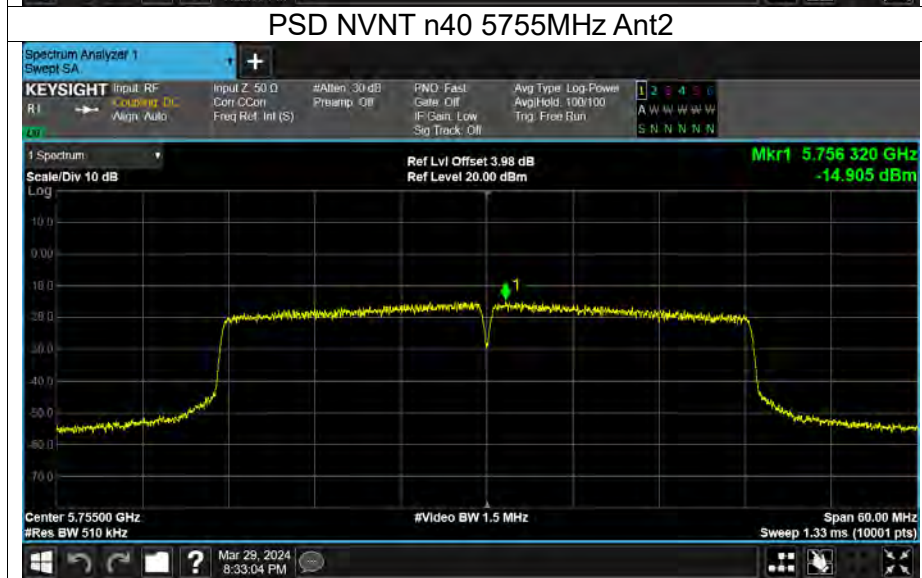 PSD NVNT n40 5755MHz Ant2
Spectrum Analyzer 1
Swept SA
+
KEYSIGHT Input: RF Input Z: 50 Ω #Atten: 30 dB PNO: Fast Avg Type: Log-Power 1 2 3 4 5 6
Coupling: DC Corr CCorr Preamp: Off Gate: Off Avg|Hold: 100/100 A W W W W W
Align: Auto Freq Ref: Int (S) IF Gain: Low Trig: Free Run
Sig Track: Off S N N N N N
1 Spectrum Ref Lvl Offset 3.98 dB Mkr1 5.756 320 GHz
Scale/Div 10 dB Ref Level 20.00 dBm -14.905 dBm
Log
10.0
0.00
1
-10.0
-20.0
-30.0
-40.0
-50.0
-60.0
-70.0
Center 5.75500 GHz #Video BW 1.5 MHz Span 60.00 MHz
#Res BW 510 kHz Sweep 1.33 ms (10001 pts)
? Mar 29, 2024
8:33:04 PM